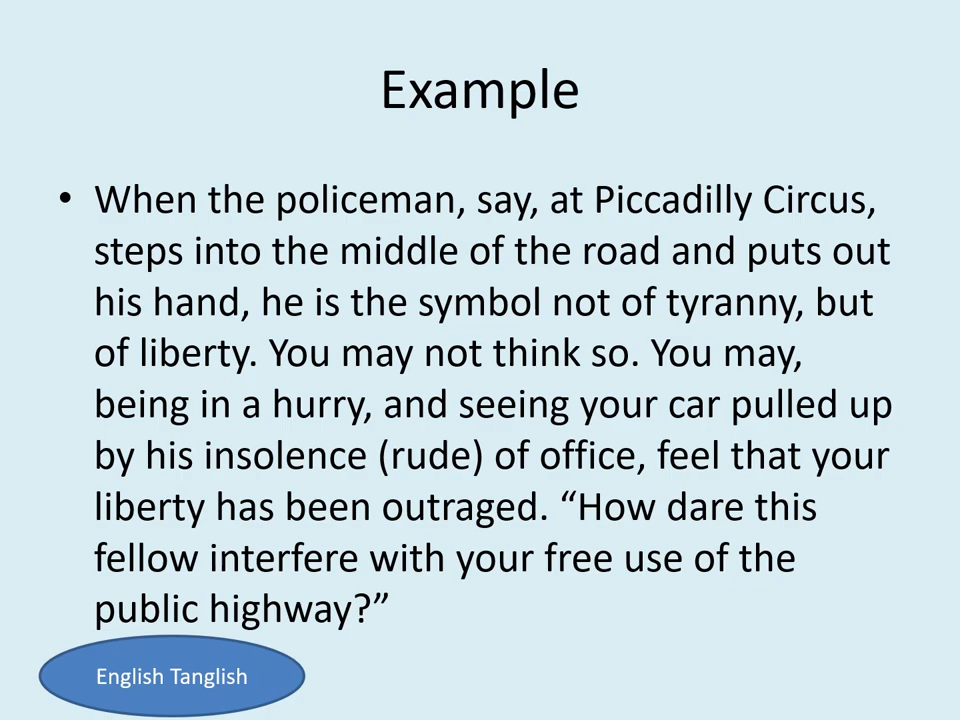 Example
• When the policeman, say, at Piccadilly Circus,
steps into the middle of the road and puts out
his hand, he is the symbol not of tyranny, but
of liberty. You may not think so. You may,
being in a hurry, and seeing your car pulled up
by his insolence (rude) of office, feel that your
liberty has been outraged. “How dare this
fellow interfere with your free use of the
public highway?”
English Tanglish